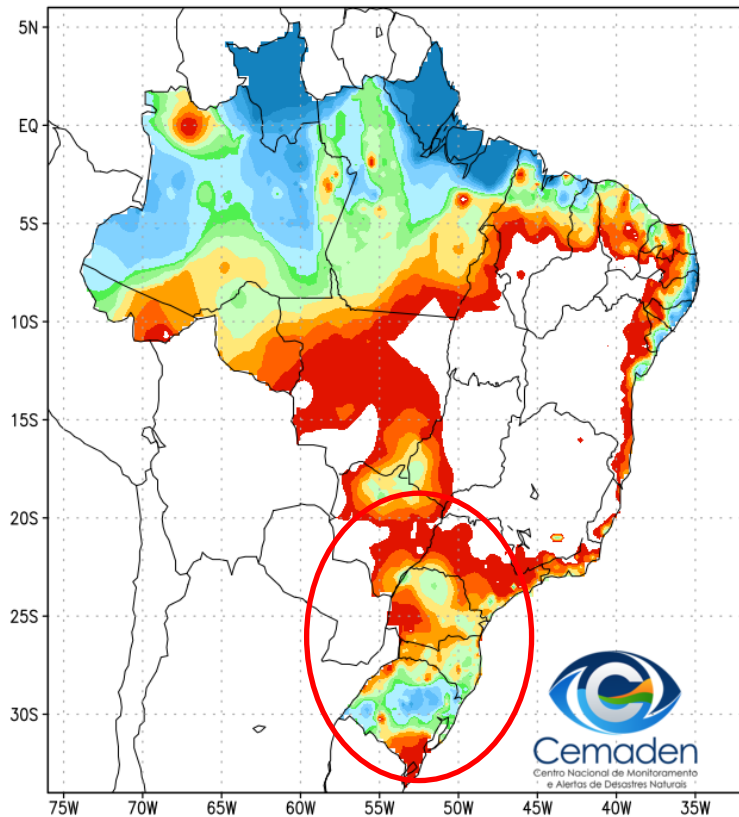 5N
EQ
5S
10S
15S
20S
25S
30S
75W 70W 65W 60W 55W 50W 45W 40W 35W
Cemaden
Centro Nacional de Monitoramento
e Alertas de Desastres Naturais